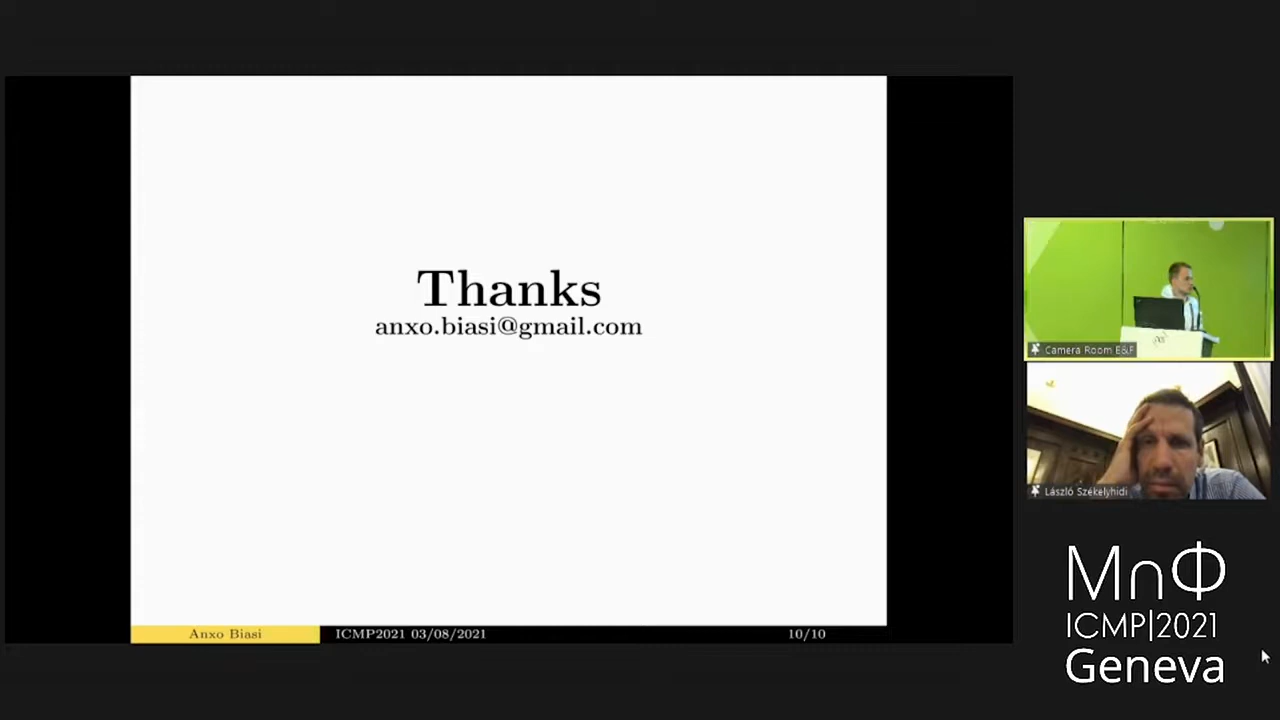 Thanks
anxo.biasi@gmail.com
Anxo Biasi
ICMP2021 03/08/2021
10/10
Camera Room E&F
László Székelyhidi
M∩Φ
ICMP|2021
Geneva